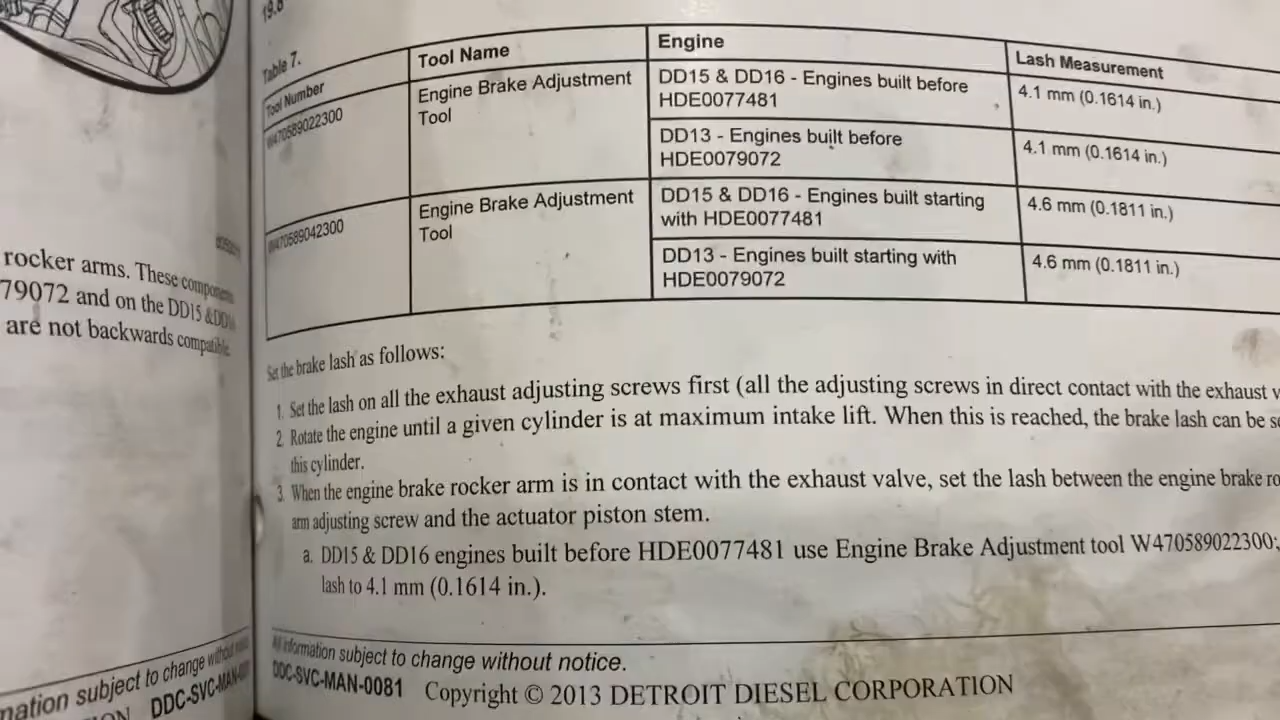 19.8
Table 7.
Tool Number Tool Name Engine Lash Measurement
W470589022300 Engine Brake Adjustment Tool DD15 & DD16 - Engines built before HDE0077481 4.1 mm (0.1614 in.)
DD13 - Engines built before HDE0079072 4.1 mm (0.1614 in.)
W470589042300 Engine Brake Adjustment Tool DD15 & DD16 - Engines built starting with HDE0077481 4.6 mm (0.1811 in.)
DD13 - Engines built starting with HDE0079072 4.6 mm (0.1811 in.)
rocker arms. These components
79072 and on the DD15 & DD16
are not backwards compatible
Set the brake lash as follows:
1. Set the lash on all the exhaust adjusting screws first (all the adjusting screws in direct contact with the exhaust v
2. Rotate the engine until a given cylinder is at maximum intake lift. When this is reached, the brake lash can be se
this cylinder.
3. When the engine brake rocker arm is in contact with the exhaust valve, set the lash between the engine brake ro
arm adjusting screw and the actuator piston stem.
a. DD15 & DD16 engines built before HDE0077481 use Engine Brake Adjustment tool W470589022300;
lash to 4.1 mm (0.1614 in.).
mation subject to change without
DDC-SVC-MAN-
All information subject to change without notice.
DDC-SVC-MAN-0081 Copyright © 2013 DETROIT DIESEL CORPORATION